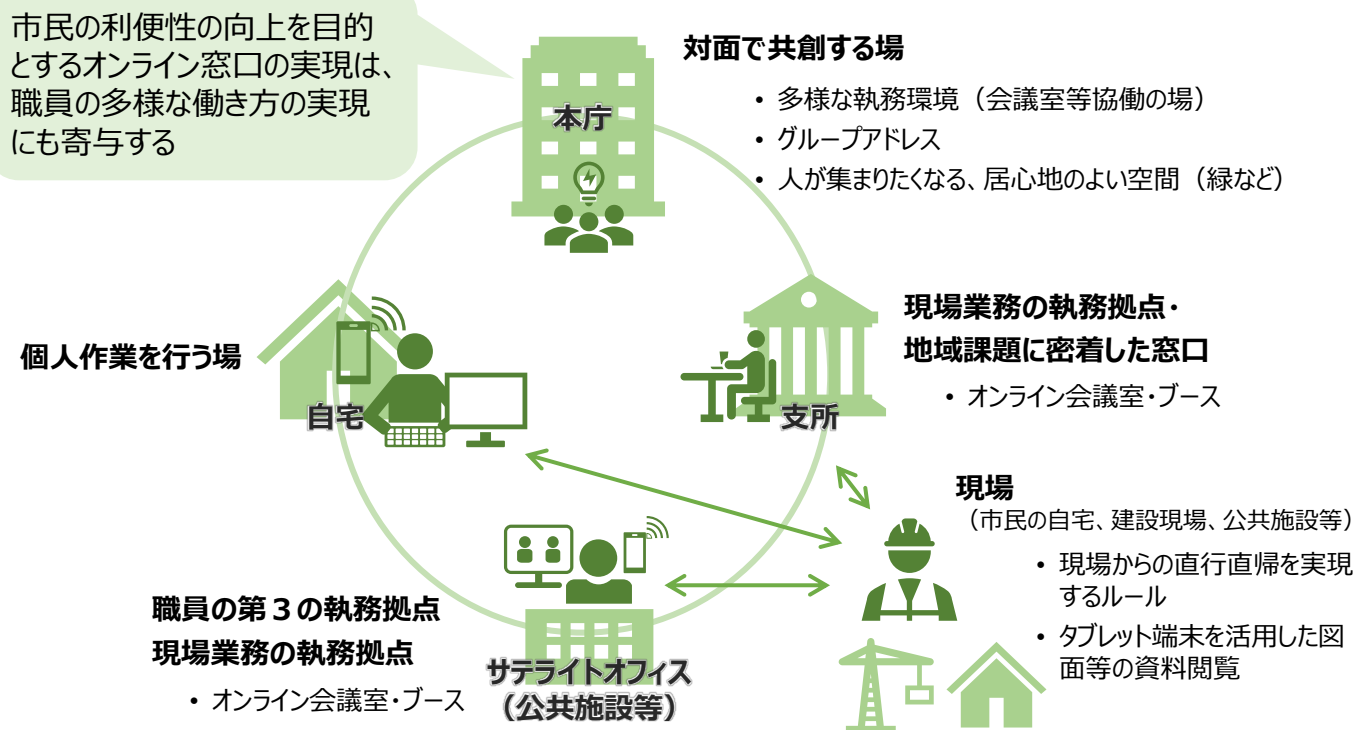 市民の利便性の向上を目的
とするオンライン窓口の実現は、
職員の多様な働き方の実現
にも寄与する
対面で共創する場
• 多様な執務環境（会議室等協働の場）
• グループアドレス
• 人が集まりたくなる、居心地のよい空間（緑など）
本庁
現場業務の執務拠点・
地域課題に密着した窓口
• オンライン会議室・ブース
支所
個人作業を行う場
自宅
現場
（市民の自宅、建設現場、公共施設等）
• 現場からの直行直帰を実現
するルール
• タブレット端末を活用した図
面等の資料閲覧
職員の第３の執務拠点
現場業務の執務拠点
• オンライン会議室・ブース
サテライトオフィス
（公共施設等）